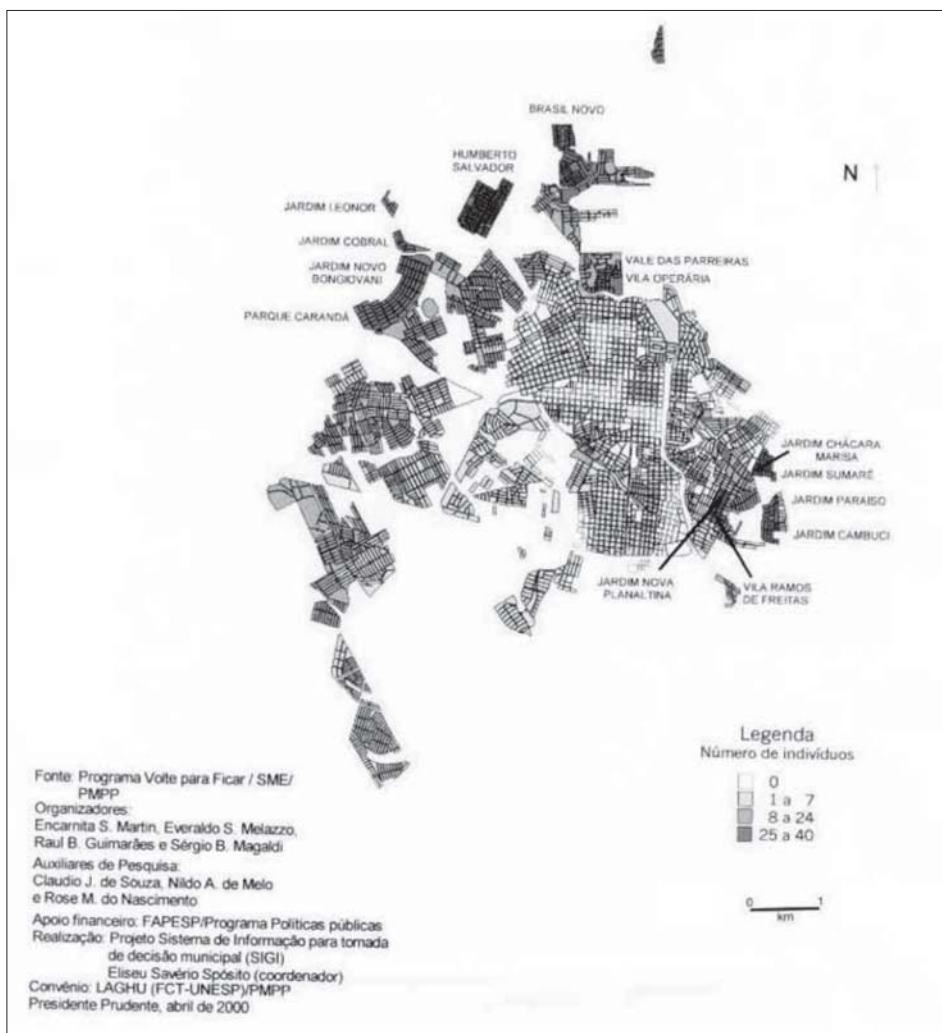 BRASIL NOVO
HUMBERTO
SALVADOR
N
JARDIM LEONOR
JARDIM COBRAL
JARDIM NOVO
BONGIOVANI
PARQUE CARANDÁ
VALE DAS PARREIRAS
VILA OPERÁRIA
JARDIM CHÁCARA
MARISA
JARDIM SUMARÉ
JARDIM PARAISO
JARDIM CAMBUCI
JARDIM NOVA
PLANALTINA
VILA RAMOS
DE FREITAS
Legenda
Número de indivíduos
0
1 a 7
8 a 24
25 a 40
0 1
km
Fonte: Programa Volte para Ficar / SME/
PMPP
Organizadores:
Encarnita S. Martin, Everaldo S. Melazzo,
Raul B. Guimarães e Sérgio B. Magaldi
Auxiliares de Pesquisa:
Claudio J. de Souza, Nildo A. de Melo
e Rose M. do Nascimento
Apoio financeiro: FAPESP/Programa Políticas públicas
Realização: Projeto Sistema de Informação para tomada
de decisão municipal (SIGI)
Eliseu Savério Spósito (coordenador)
Convênio: LAGHU (FCT-UNESP)/PMPP
Presidente Prudente, abril de 2000